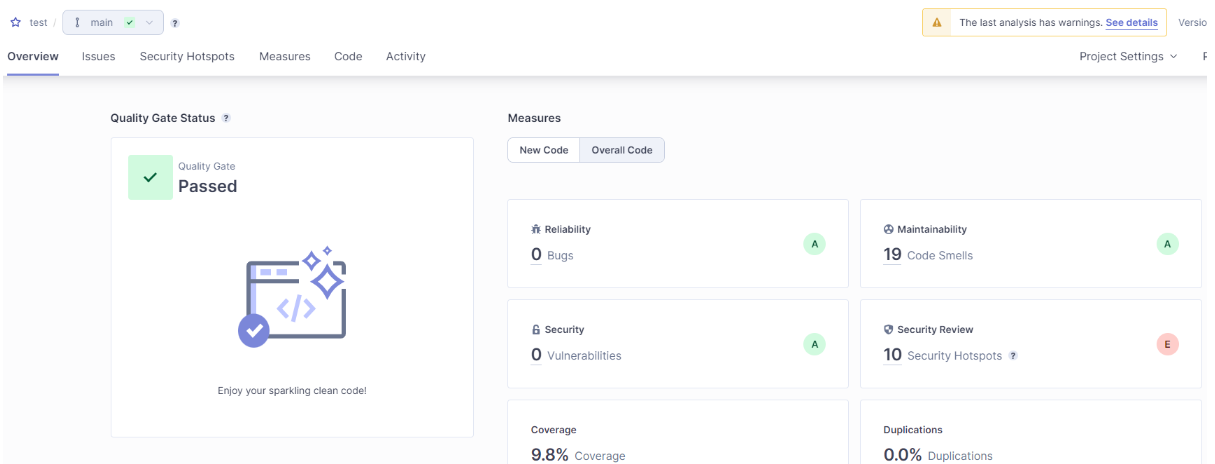 test / main
The last analysis has warnings. See details
Versio
Overview Issues Security Hotspots Measures Code Activity
Project Settings
Quality Gate Status ?
Measures
New Code Overall Code
Quality Gate
Passed
Reliability
0 Bugs
A
Maintainability
19 Code Smells
A
Security
0 Vulnerabilities
A
Security Review
10 Security Hotspots ?
E
Enjoy your sparkling clean code!
Coverage
9.8% Coverage
Duplications
0.0% Duplications